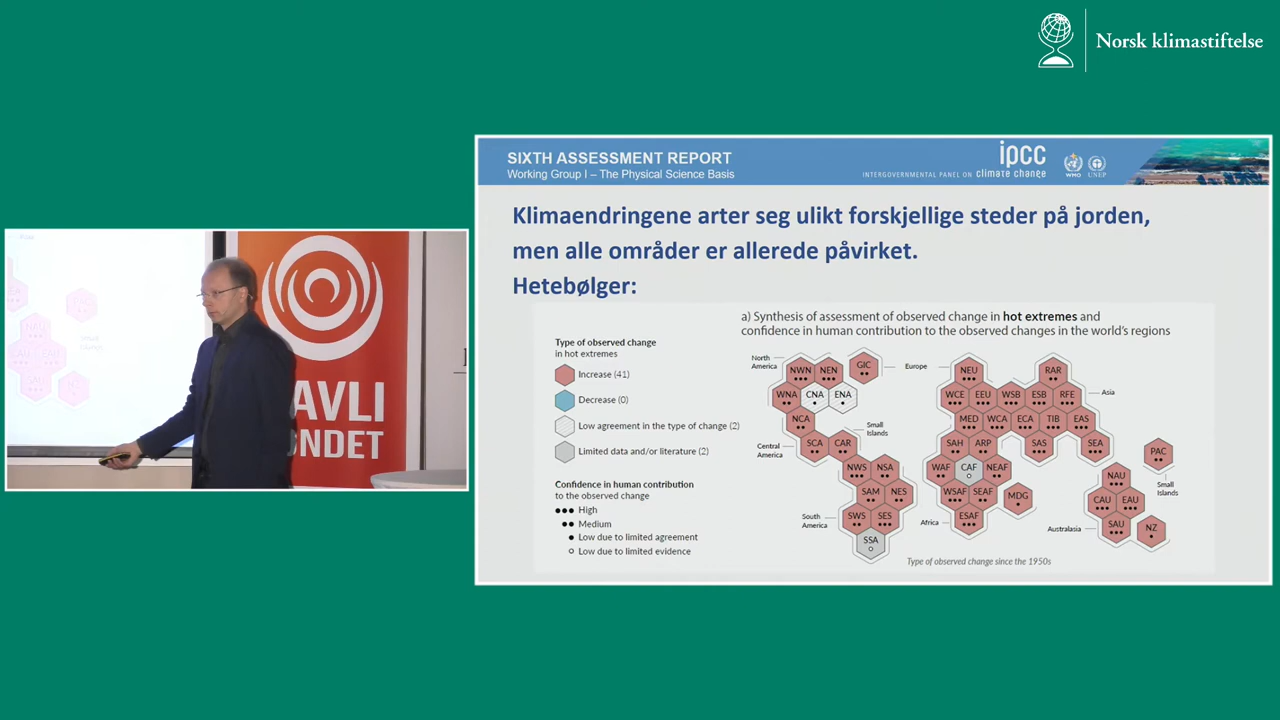 Norsk klimastiftelse
SIXTH ASSESSMENT REPORT
Working Group I – The Physical Science Basis
INTERGOVERNMENTAL PANEL ON climate change
ipcc
WMO
UNEP
Klimaendringene arter seg ulikt forskjellige steder på jorden,
men alle områder er allerede påvirket.
Hetebølger:
a) Synthesis of assessment of observed change in hot extremes and
confidence in human contribution to the observed changes in the world's regions
Type of observed change
in hot extremes
Increase (41)
Decrease (0)
Low agreement in the type of change (2)
Limited data and/or literature (2)
Confidence in human contribution
to the observed change
●●● High
●● Medium
● Low due to limited agreement
○ Low due to limited evidence
North
America
NWN NEN GIC
WNA CNA ENA
NCA
Central
America
SCA CAR
Small
Islands
NWS NSA
SAM NES
South
America
SWS SES
SSA
Europe
NEU RAR
WCE EEU WSB ESB RFE
Asia
MED WCA ECA TIB EAS
SAH ARP SAS SEA
WAF CAF NEAF
WSAF SEAF MDG
Africa
ESAF
PAC
Small
Islands
NAU
CAU EAU
Australasia
SAU NZ
Type of observed change since the 1950s
AVLI
NDET